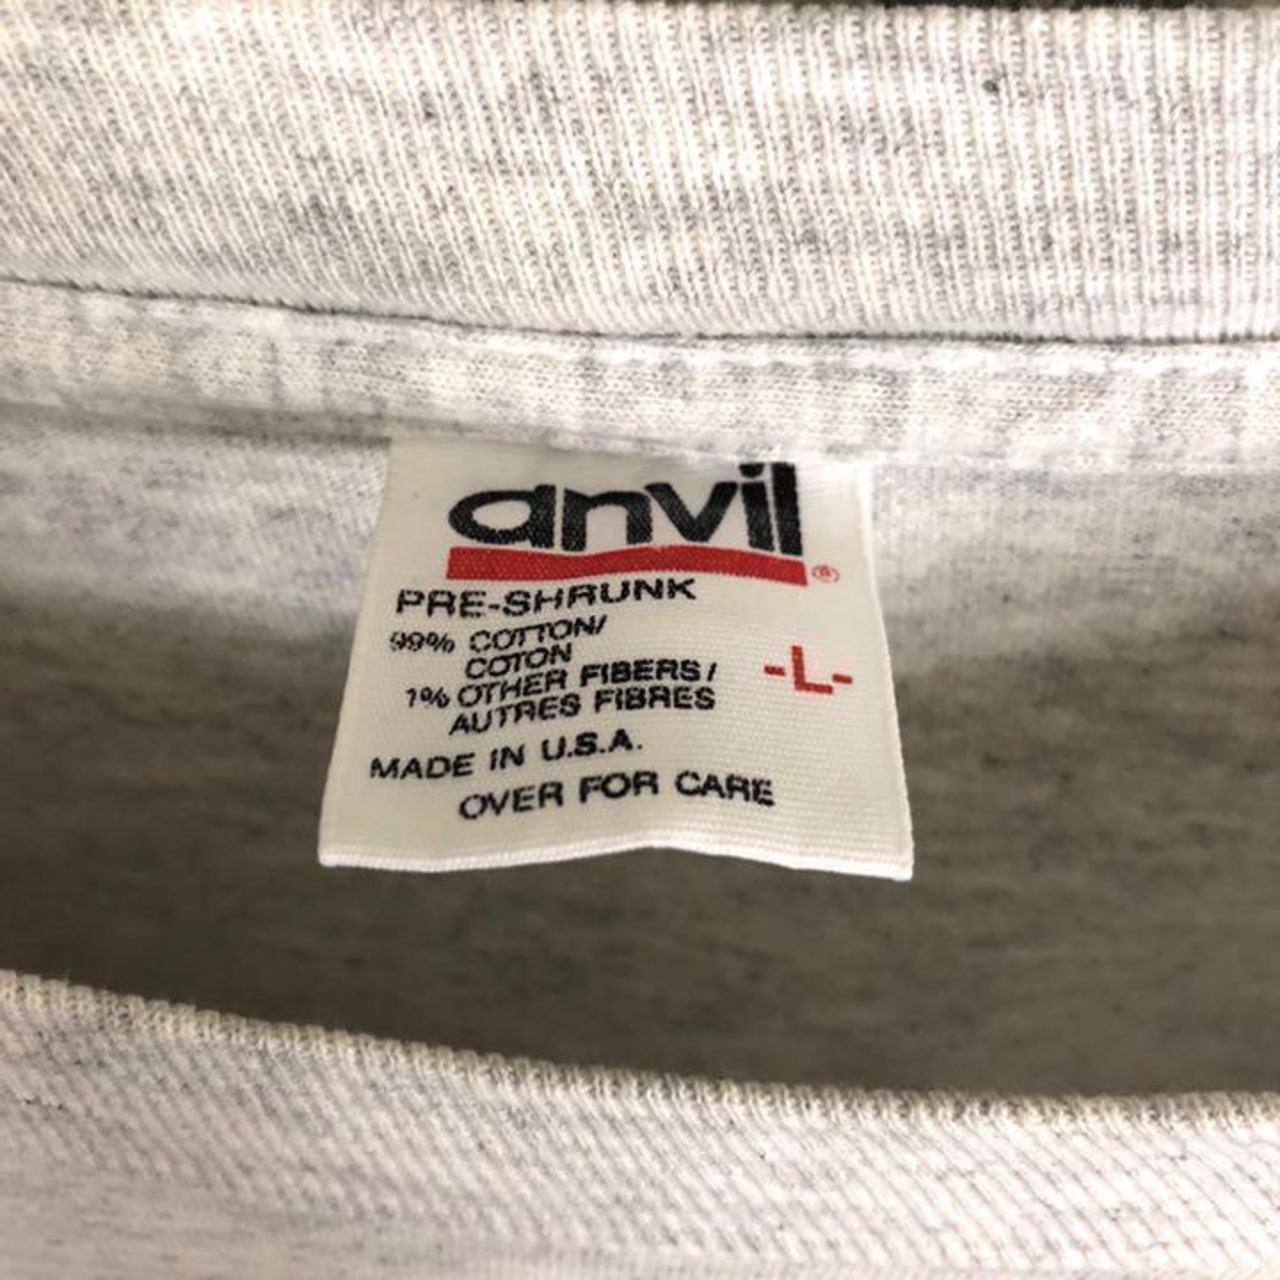 anvil®
PRE-SHRUNK
99% COTTON/
COTON
1% OTHER FIBERS/
AUTRES FIBRES
-L-
MADE IN U.S.A.
OVER FOR CARE